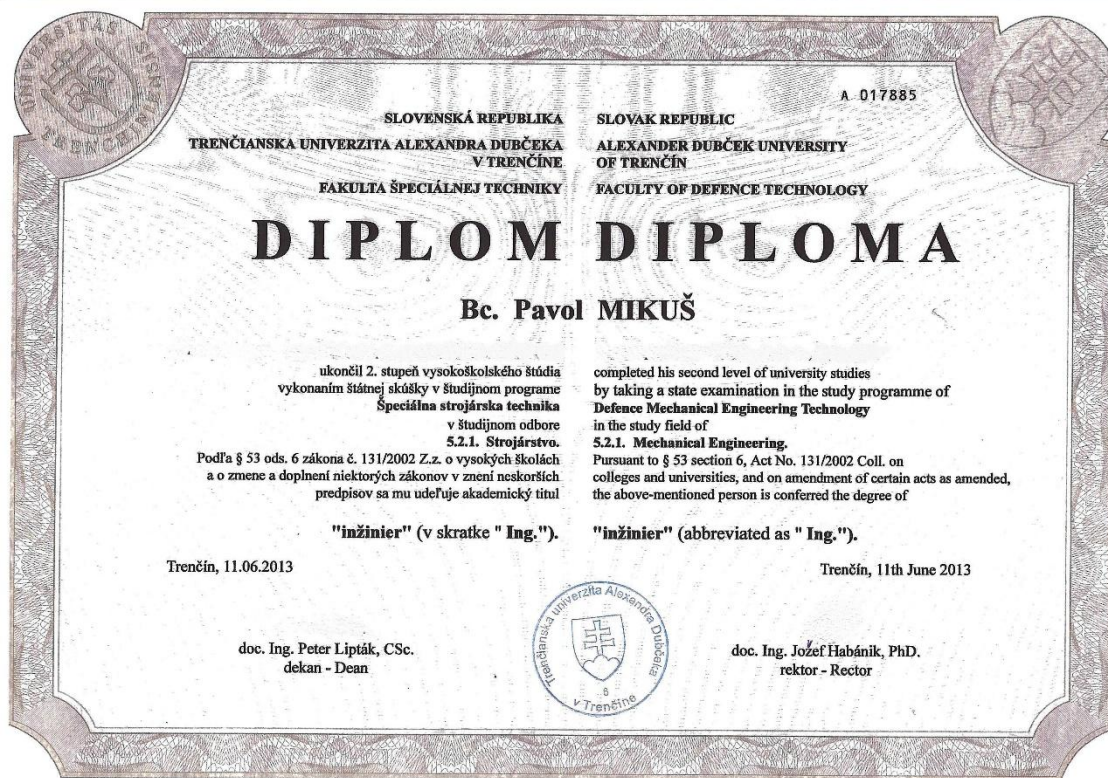 A 017885
SLOVENSKÁ REPUBLIKA
TRENČIANSKA UNIVERZITA ALEXANDRA DUBČEKA
V TRENČÍNE
FAKULTA ŠPECIÁLNEJ TECHNIKY
SLOVAK REPUBLIC
ALEXANDER DUBČEK UNIVERSITY
OF TRENČÍN
FACULTY OF DEFENCE TECHNOLOGY
DIPLOM DIPLOMA
Bc. Pavol MIKUŠ
ukončil 2. stupeň vysokoškolského štúdia
vykonaním štátnej skúšky v študijnom programe
Špeciálna strojárska technika
v študijnom odbore
5.2.1. Strojárstvo.
Podľa § 53 ods. 6 zákona č. 131/2002 Z.z. o vysokých školách
a o zmene a doplnení niektorých zákonov v znení neskorších
predpisov sa mu udeľuje akademický titul
"inžinier" (v skratke " Ing.").
Trenčín, 11.06.2013
completed his second level of university studies
by taking a state examination in the study programme of
Defence Mechanical Engineering Technology
in the study field of
5.2.1. Mechanical Engineering.
Pursuant to § 53 section 6, Act No. 131/2002 Coll. on
colleges and universities, and on amendment of certain acts as amended,
the above-mentioned person is conferred the degree of
"inžinier" (abbreviated as " Ing.").
Trenčín, 11th June 2013
doc. Ing. Peter Lipták, CSc.
dekan - Dean
Trenčianska univerzita Alexandra Dubčeka
8
v Trenčíne
doc. Ing. Jozef Habánik, PhD.
rektor - Rector